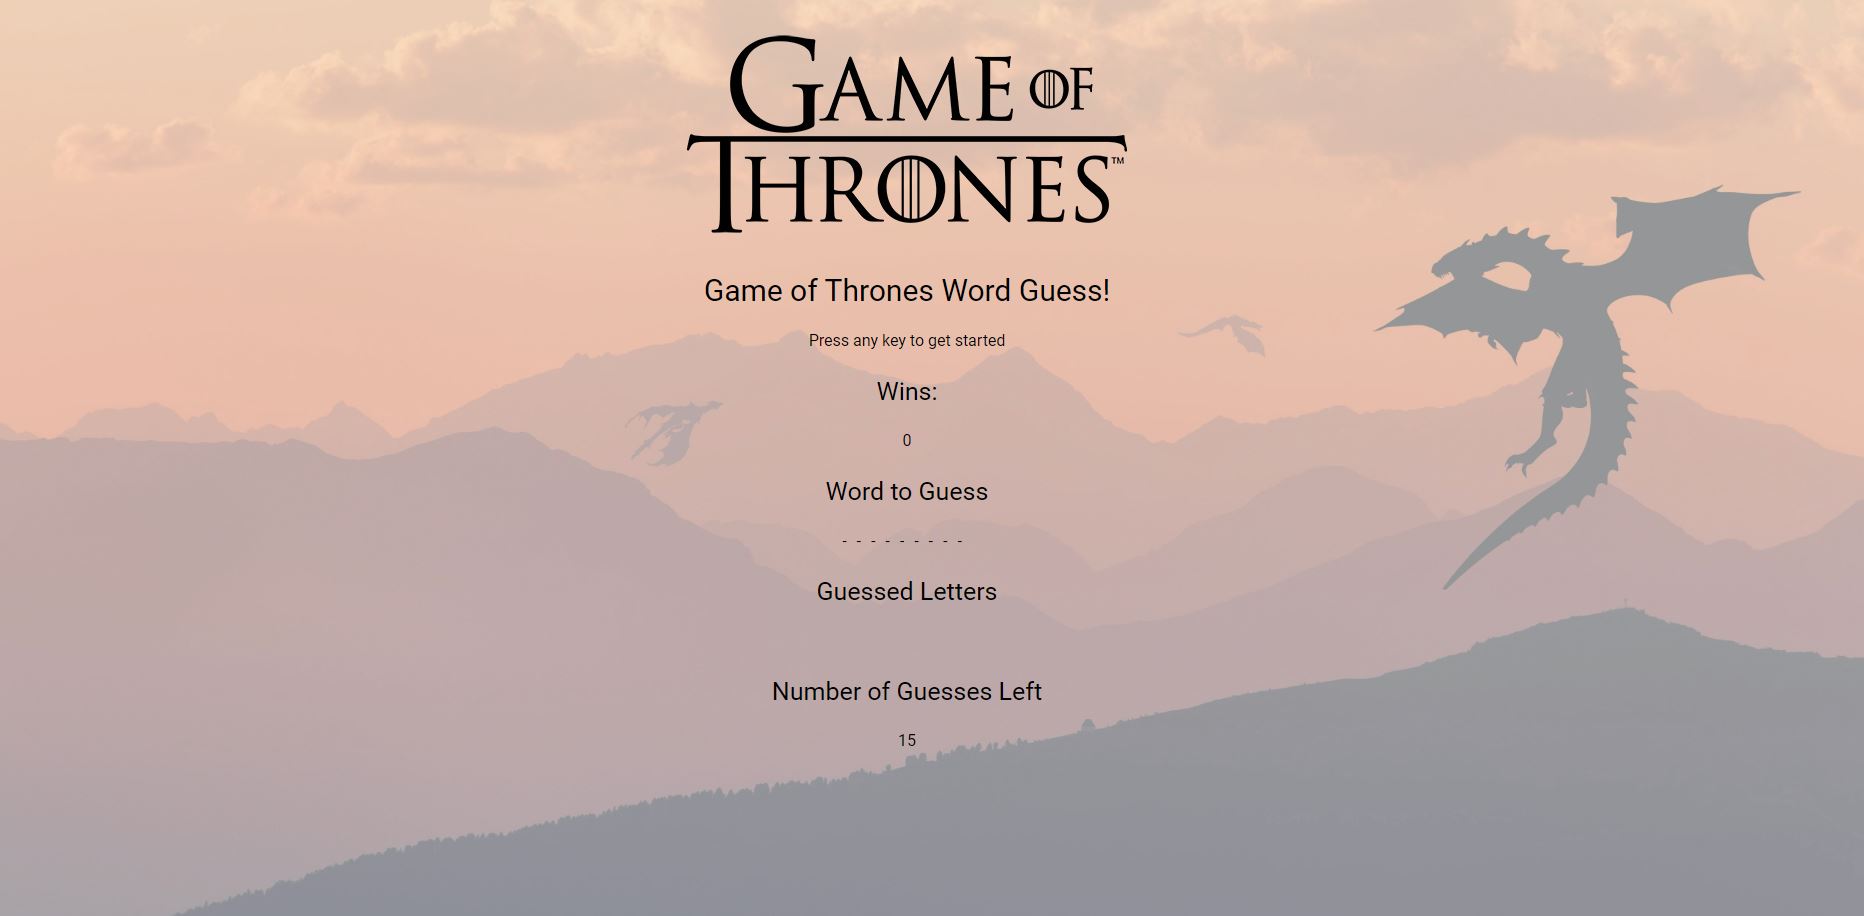 GAME OF
THRONES™
Game of Thrones Word Guess!
Press any key to get started
Wins:
0
Word to Guess
- - - - - - - - -
Guessed Letters
Number of Guesses Left
15